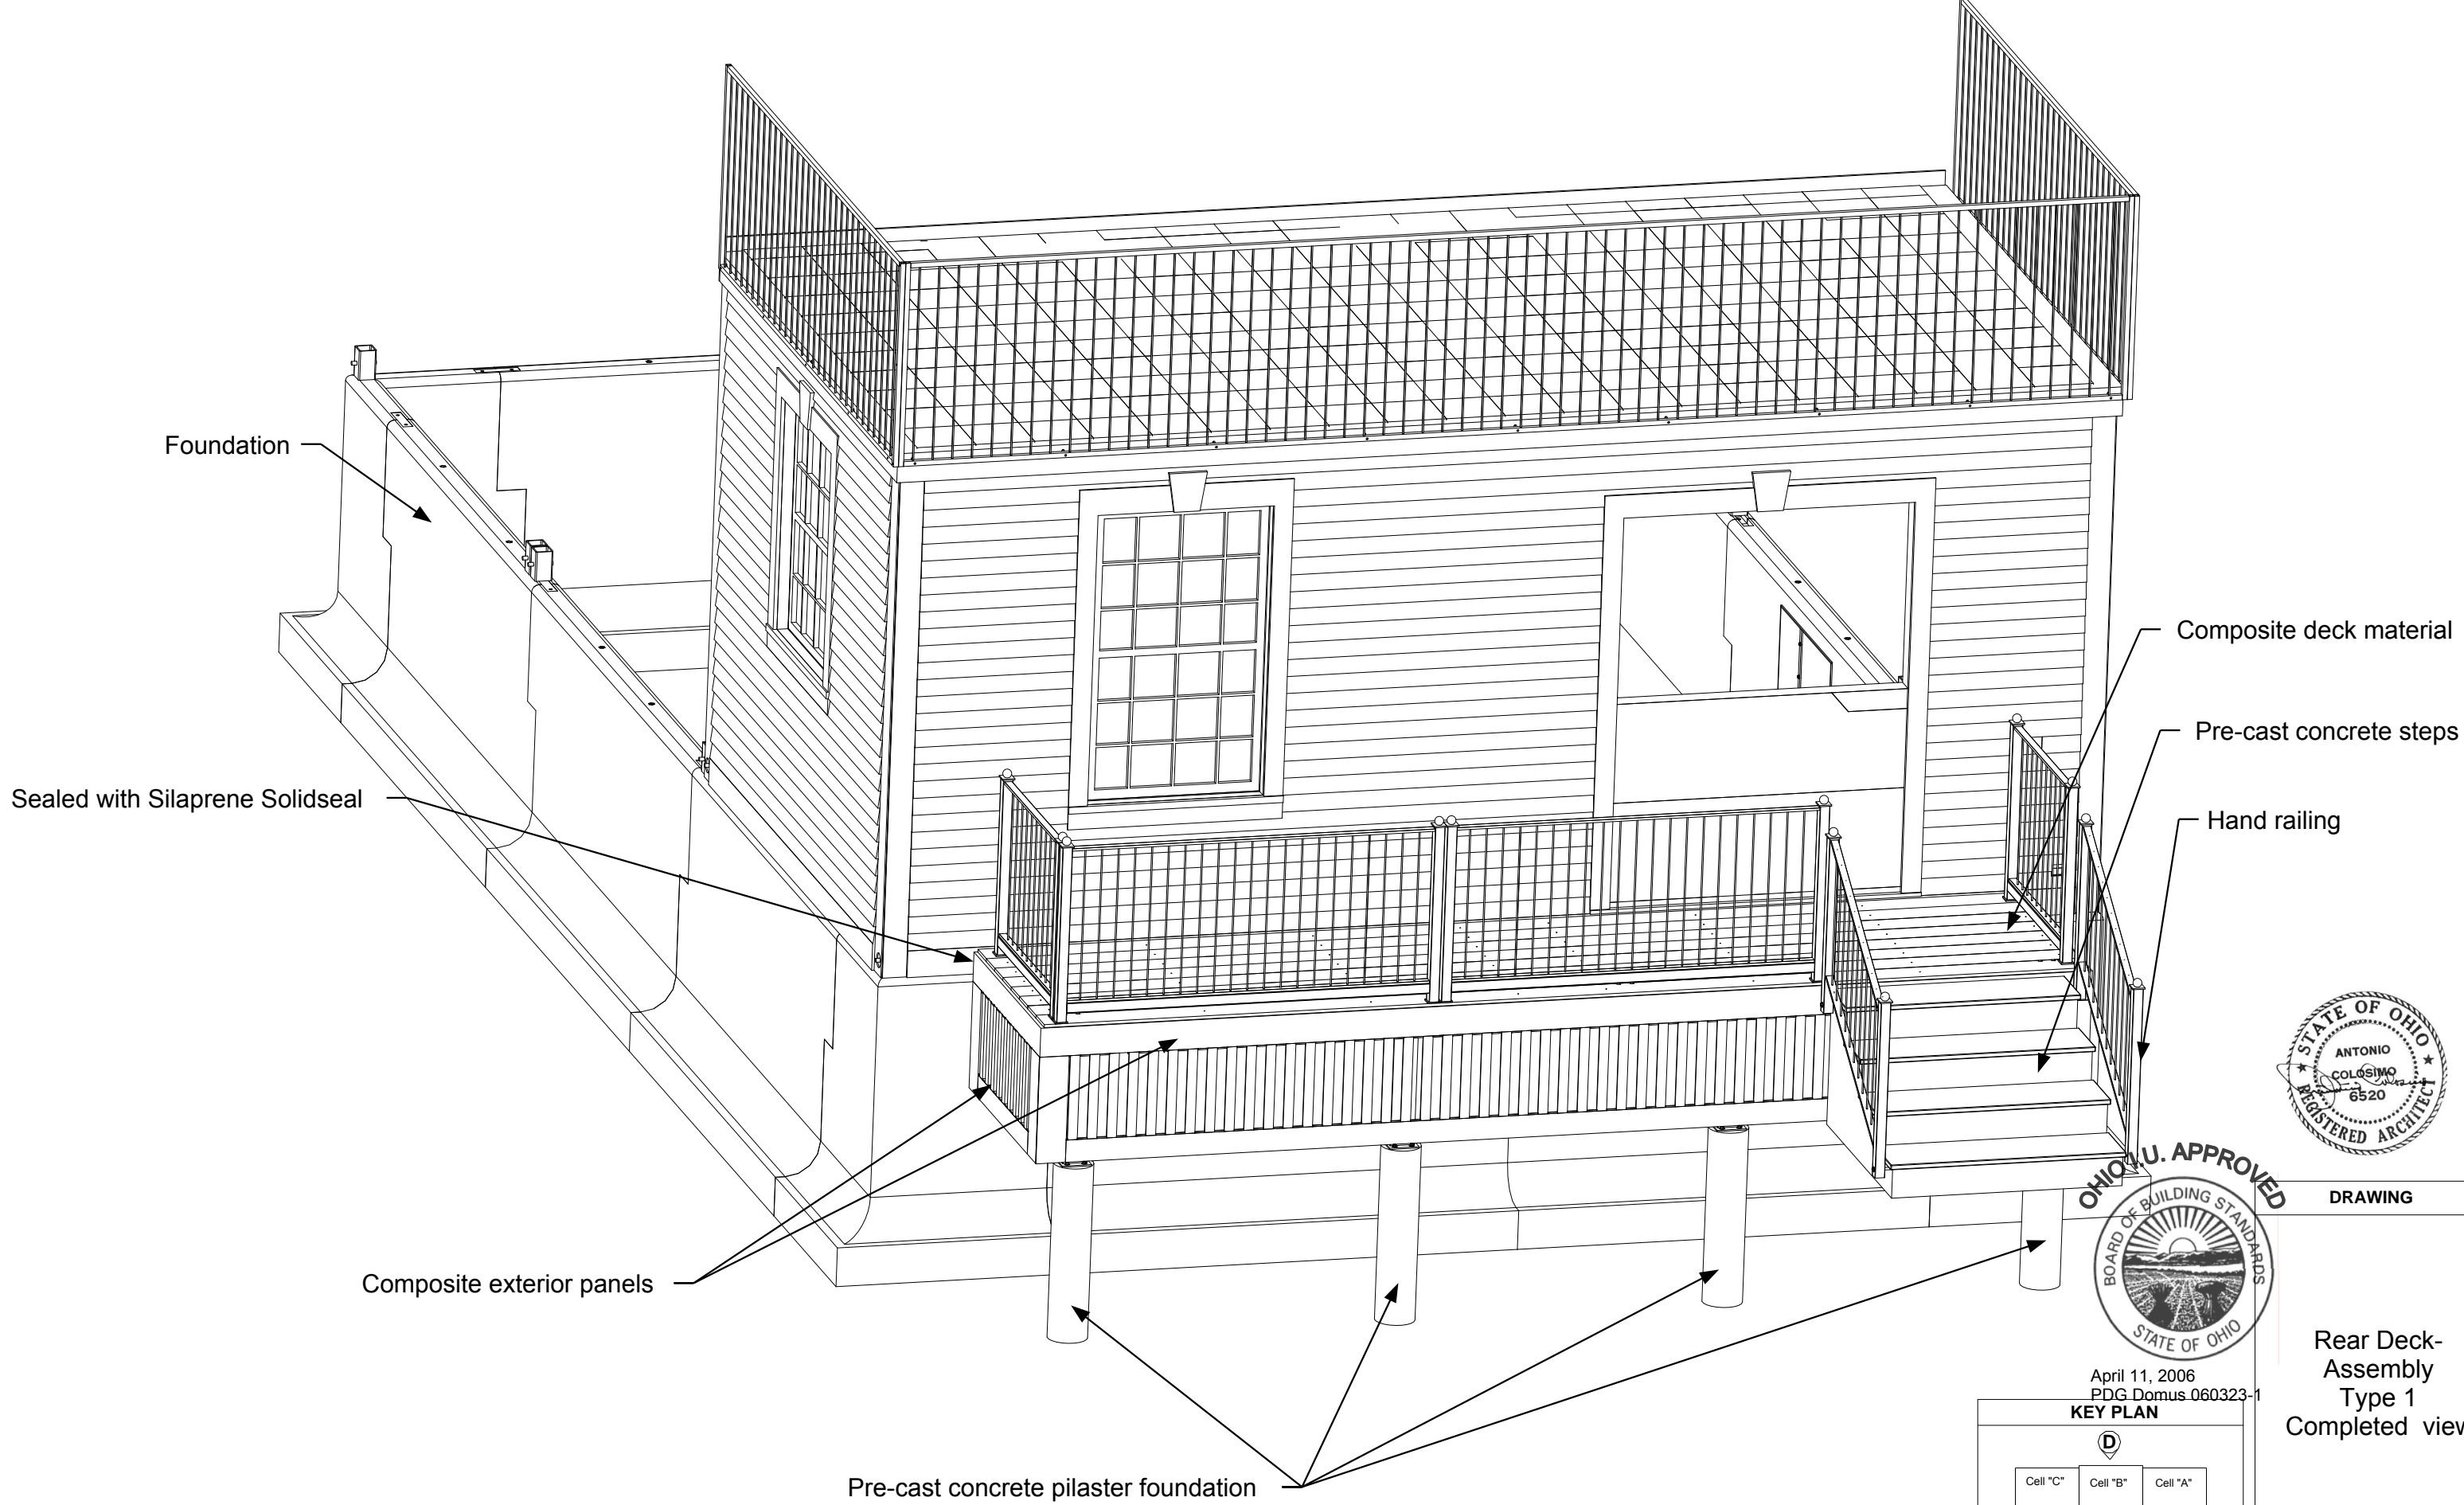 Foundation
Composite deck material
Pre-cast concrete steps
Sealed with Silaprene Solidseal
Hand railing
STATE OF OHIO
ANTONIO
COLOSIMO
6520
REGISTERED ARCHITECT
OHIO I.U. APPROVED
BOARD OF BUILDING STANDARDS
STATE OF OHIO
DRAWING
Composite exterior panels
Rear Deck-
Assembly
Type 1
Completed view
April 11, 2006
PDG Domus 060323-1
KEY PLAN
D
Cell "C" Cell "B" Cell "A"
Pre-cast concrete pilaster foundation